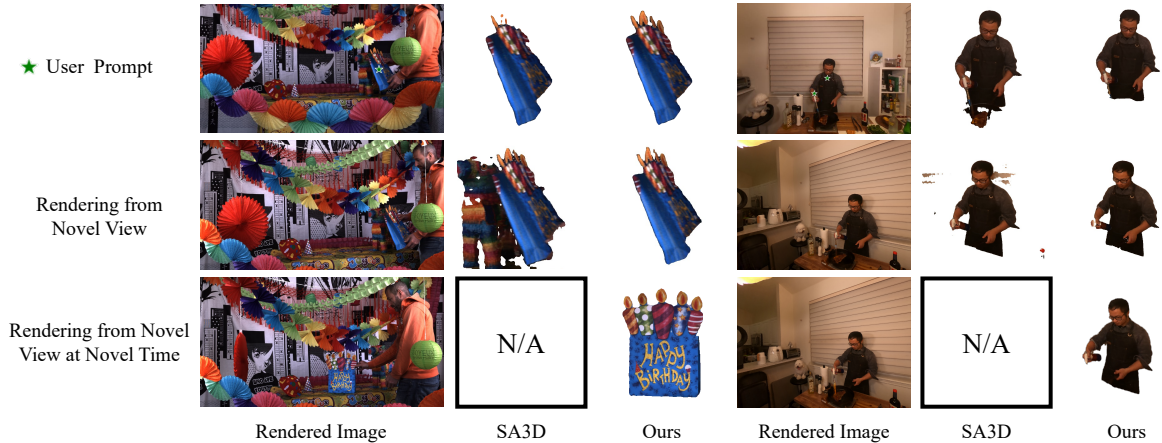 ★ User Prompt
Rendering from
Novel View
Rendering from Novel
View at Novel Time
N/A
HAPPY
BIRTHDAY
N/A
Rendered Image
SA3D
Ours
Rendered Image
SA3D
Ours